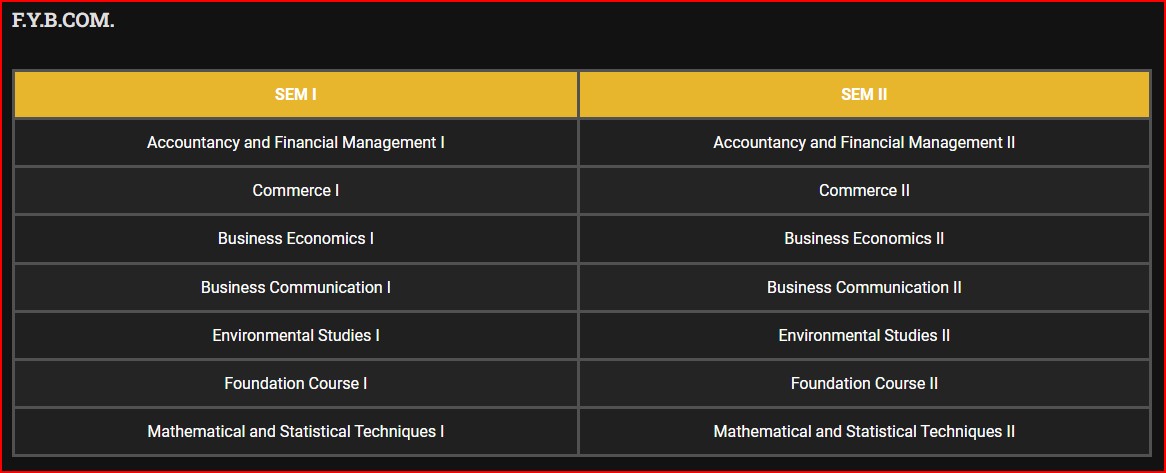 F.Y.B.COM.
SEM I SEM II
Accountancy and Financial Management I Accountancy and Financial Management II
Commerce I Commerce II
Business Economics I Business Economics II
Business Communication I Business Communication II
Environmental Studies I Environmental Studies II
Foundation Course I Foundation Course II
Mathematical and Statistical Techniques I Mathematical and Statistical Techniques II